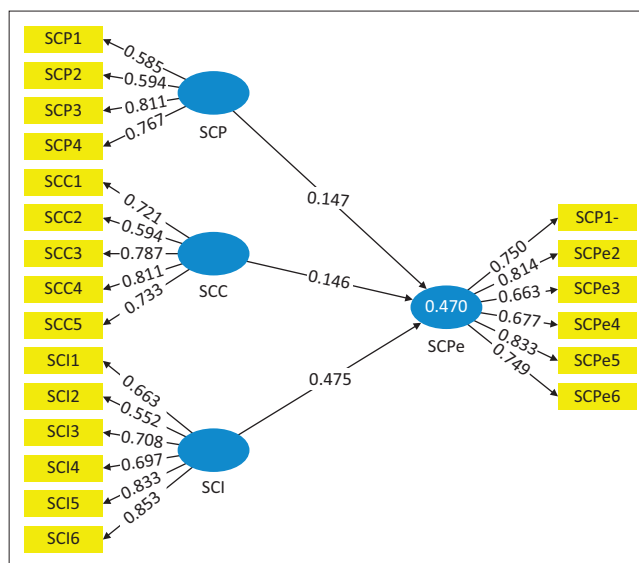 SCP1
SCP2
SCP3
SCP4
0.585
0.594
0.811
0.767
SCP
SCC1
SCC2
SCC3
SCC4
SCC5
0.721
0.594
0.787
0.811
0.733
SCC
SCI1
SCI2
SCI3
SCI4
SCI5
SCI6
0.663
0.552
0.708
0.697
0.833
0.853
SCI
0.147
0.146
0.475
0.470
SCPe
0.750
0.814
0.663
0.677
0.833
0.749
SCP1-
SCPe2
SCPe3
SCPe4
SCPe5
SCPe6